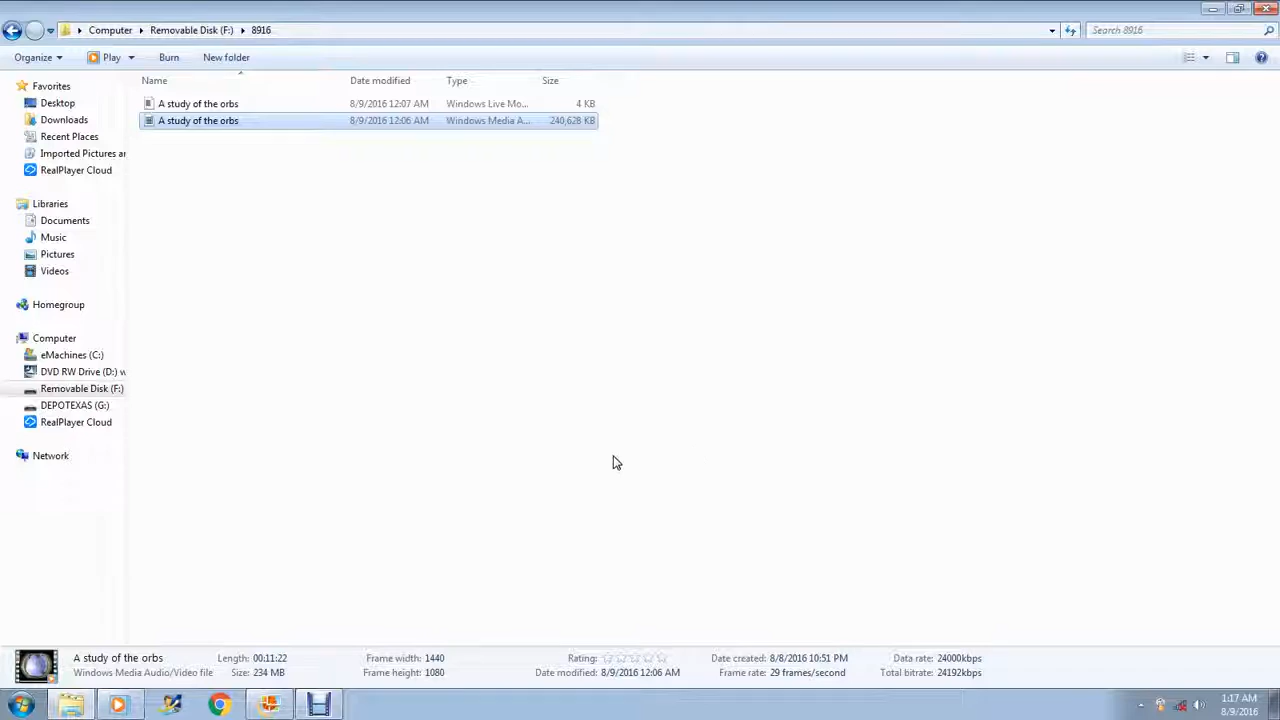 Computer Removable Disk (F:) 8916 Search 8916
Organize Play Burn New folder
Name Date modified Type Size
A study of the orbs 8/9/2016 12:07 AM Windows Live Mo... 4 KB
A study of the orbs 8/9/2016 12:06 AM Windows Media A... 240,628 KB
Favorites
Desktop
Downloads
Recent Places
Imported Pictures ar
RealPlayer Cloud
Libraries
Documents
Music
Pictures
Videos
Homegroup
Computer
eMachines (C:)
DVD RW Drive (D:) w
Removable Disk (F:)
DEPOTEXAS (G:)
RealPlayer Cloud
Network
A study of the orbs Length: 00:11:22 Frame width: 1440 Rating: Date created: 8/8/2016 10:51 PM Data rate: 24000kbps
Windows Media Audio/Video file Size: 234 MB Frame height: 1080 Date modified: 8/9/2016 12:06 AM Frame rate: 29 frames/second Total bitrate: 24192kbps
1:17 AM
8/9/2016